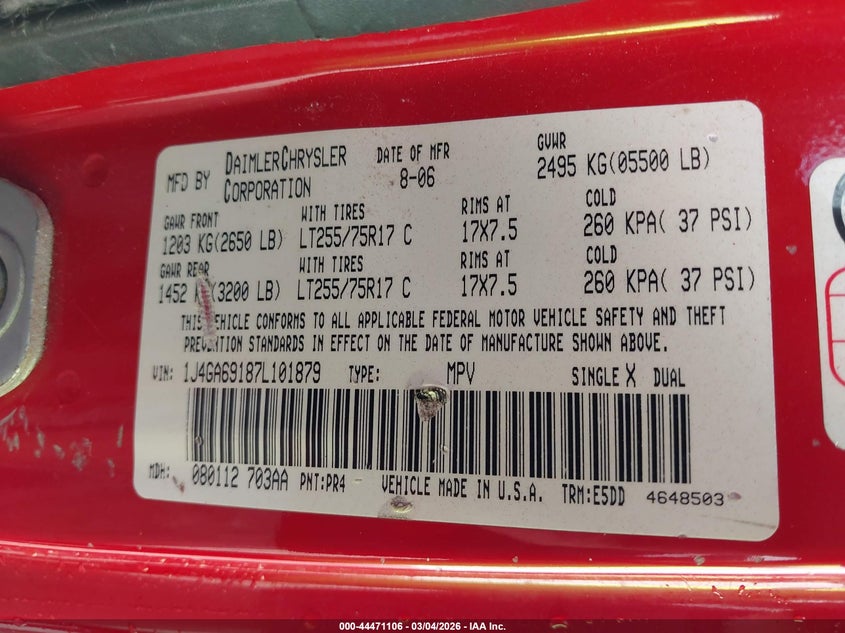 MFD BY DAIMLERCHRYSLER CORPORATION DATE OF MFR 8-06 GVWR 2495 KG(05500 LB)
GAWR FRONT WITH TIRES RIMS AT COLD
1203 KG(2650 LB) LT255/75R17 C 17X7.5 260 KPA( 37 PSI)
GAWR REAR WITH TIRES RIMS AT COLD
1452 KG(3200 LB) LT255/75R17 C 17X7.5 260 KPA( 37 PSI)
THIS VEHICLE CONFORMS TO ALL APPLICABLE FEDERAL MOTOR VEHICLE SAFETY AND THEFT
PREVENTION STANDARDS IN EFFECT ON THE DATE OF MANUFACTURE SHOWN ABOVE.
VIN: 1J4GA69187L101879 TYPE: MPV SINGLE X DUAL
MDH: 080112 703AA PNT:PR4 VEHICLE MADE IN U.S.A. TRM:E5DD 4648503
000-44471106 - 03/04/2026 - IAA Inc.